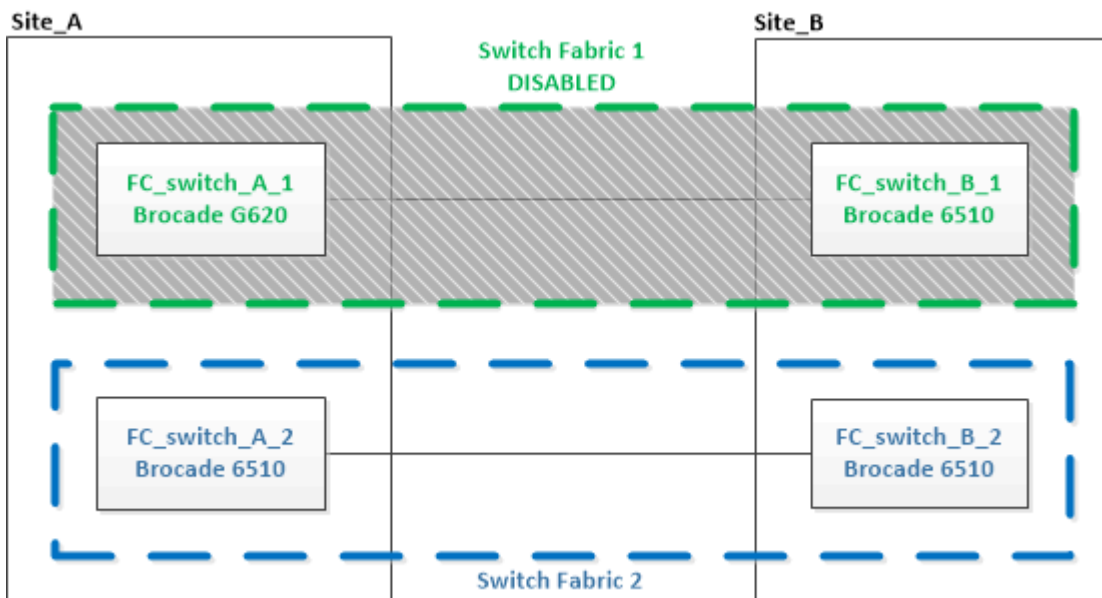 Site_A
Site_B
Switch Fabric 1
DISABLED
FC_switch_A_1
Brocade G620
FC_switch_B_1
Brocade 6510
FC_switch_A_2
Brocade 6510
FC_switch_B_2
Brocade 6510
Switch Fabric 2